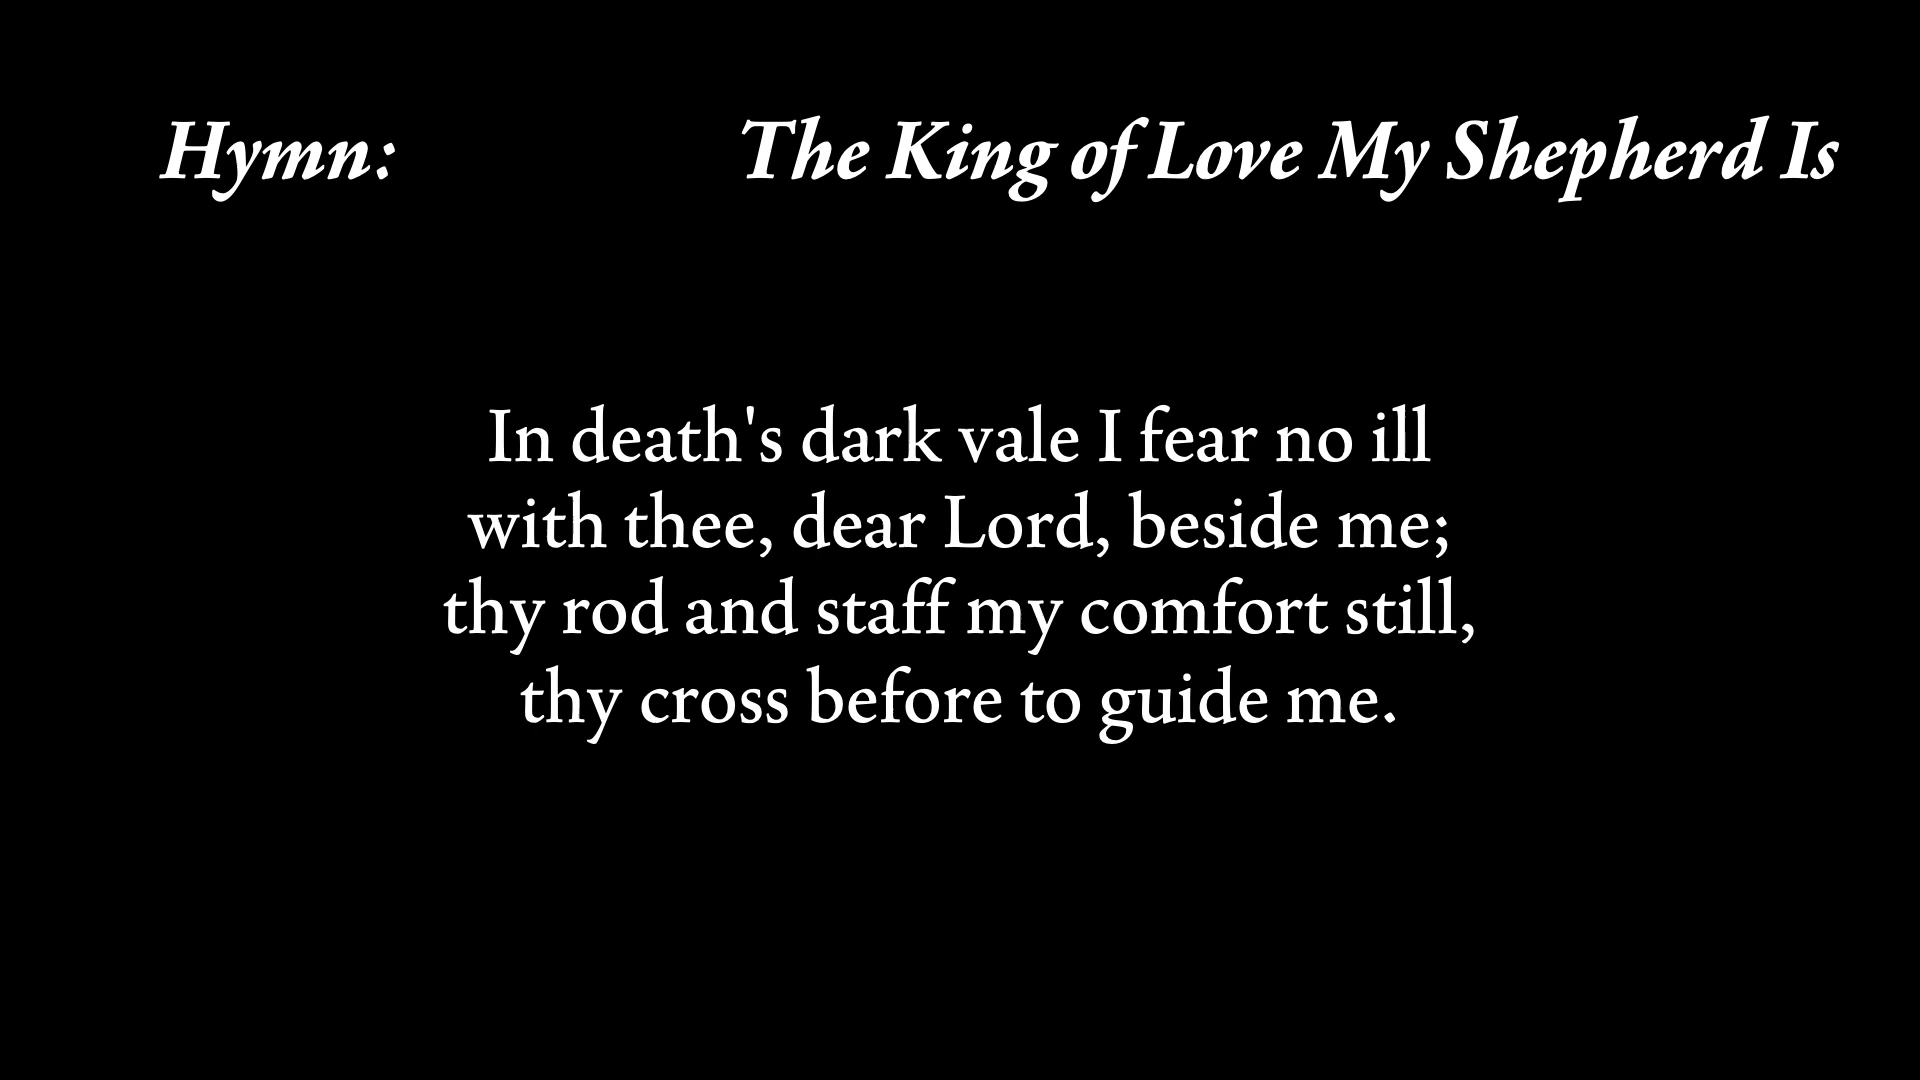 Hymn: The King of Love My Shepherd Is
In death's dark vale I fear no ill
with thee, dear Lord, beside me;
thy rod and staff my comfort still,
thy cross before to guide me.